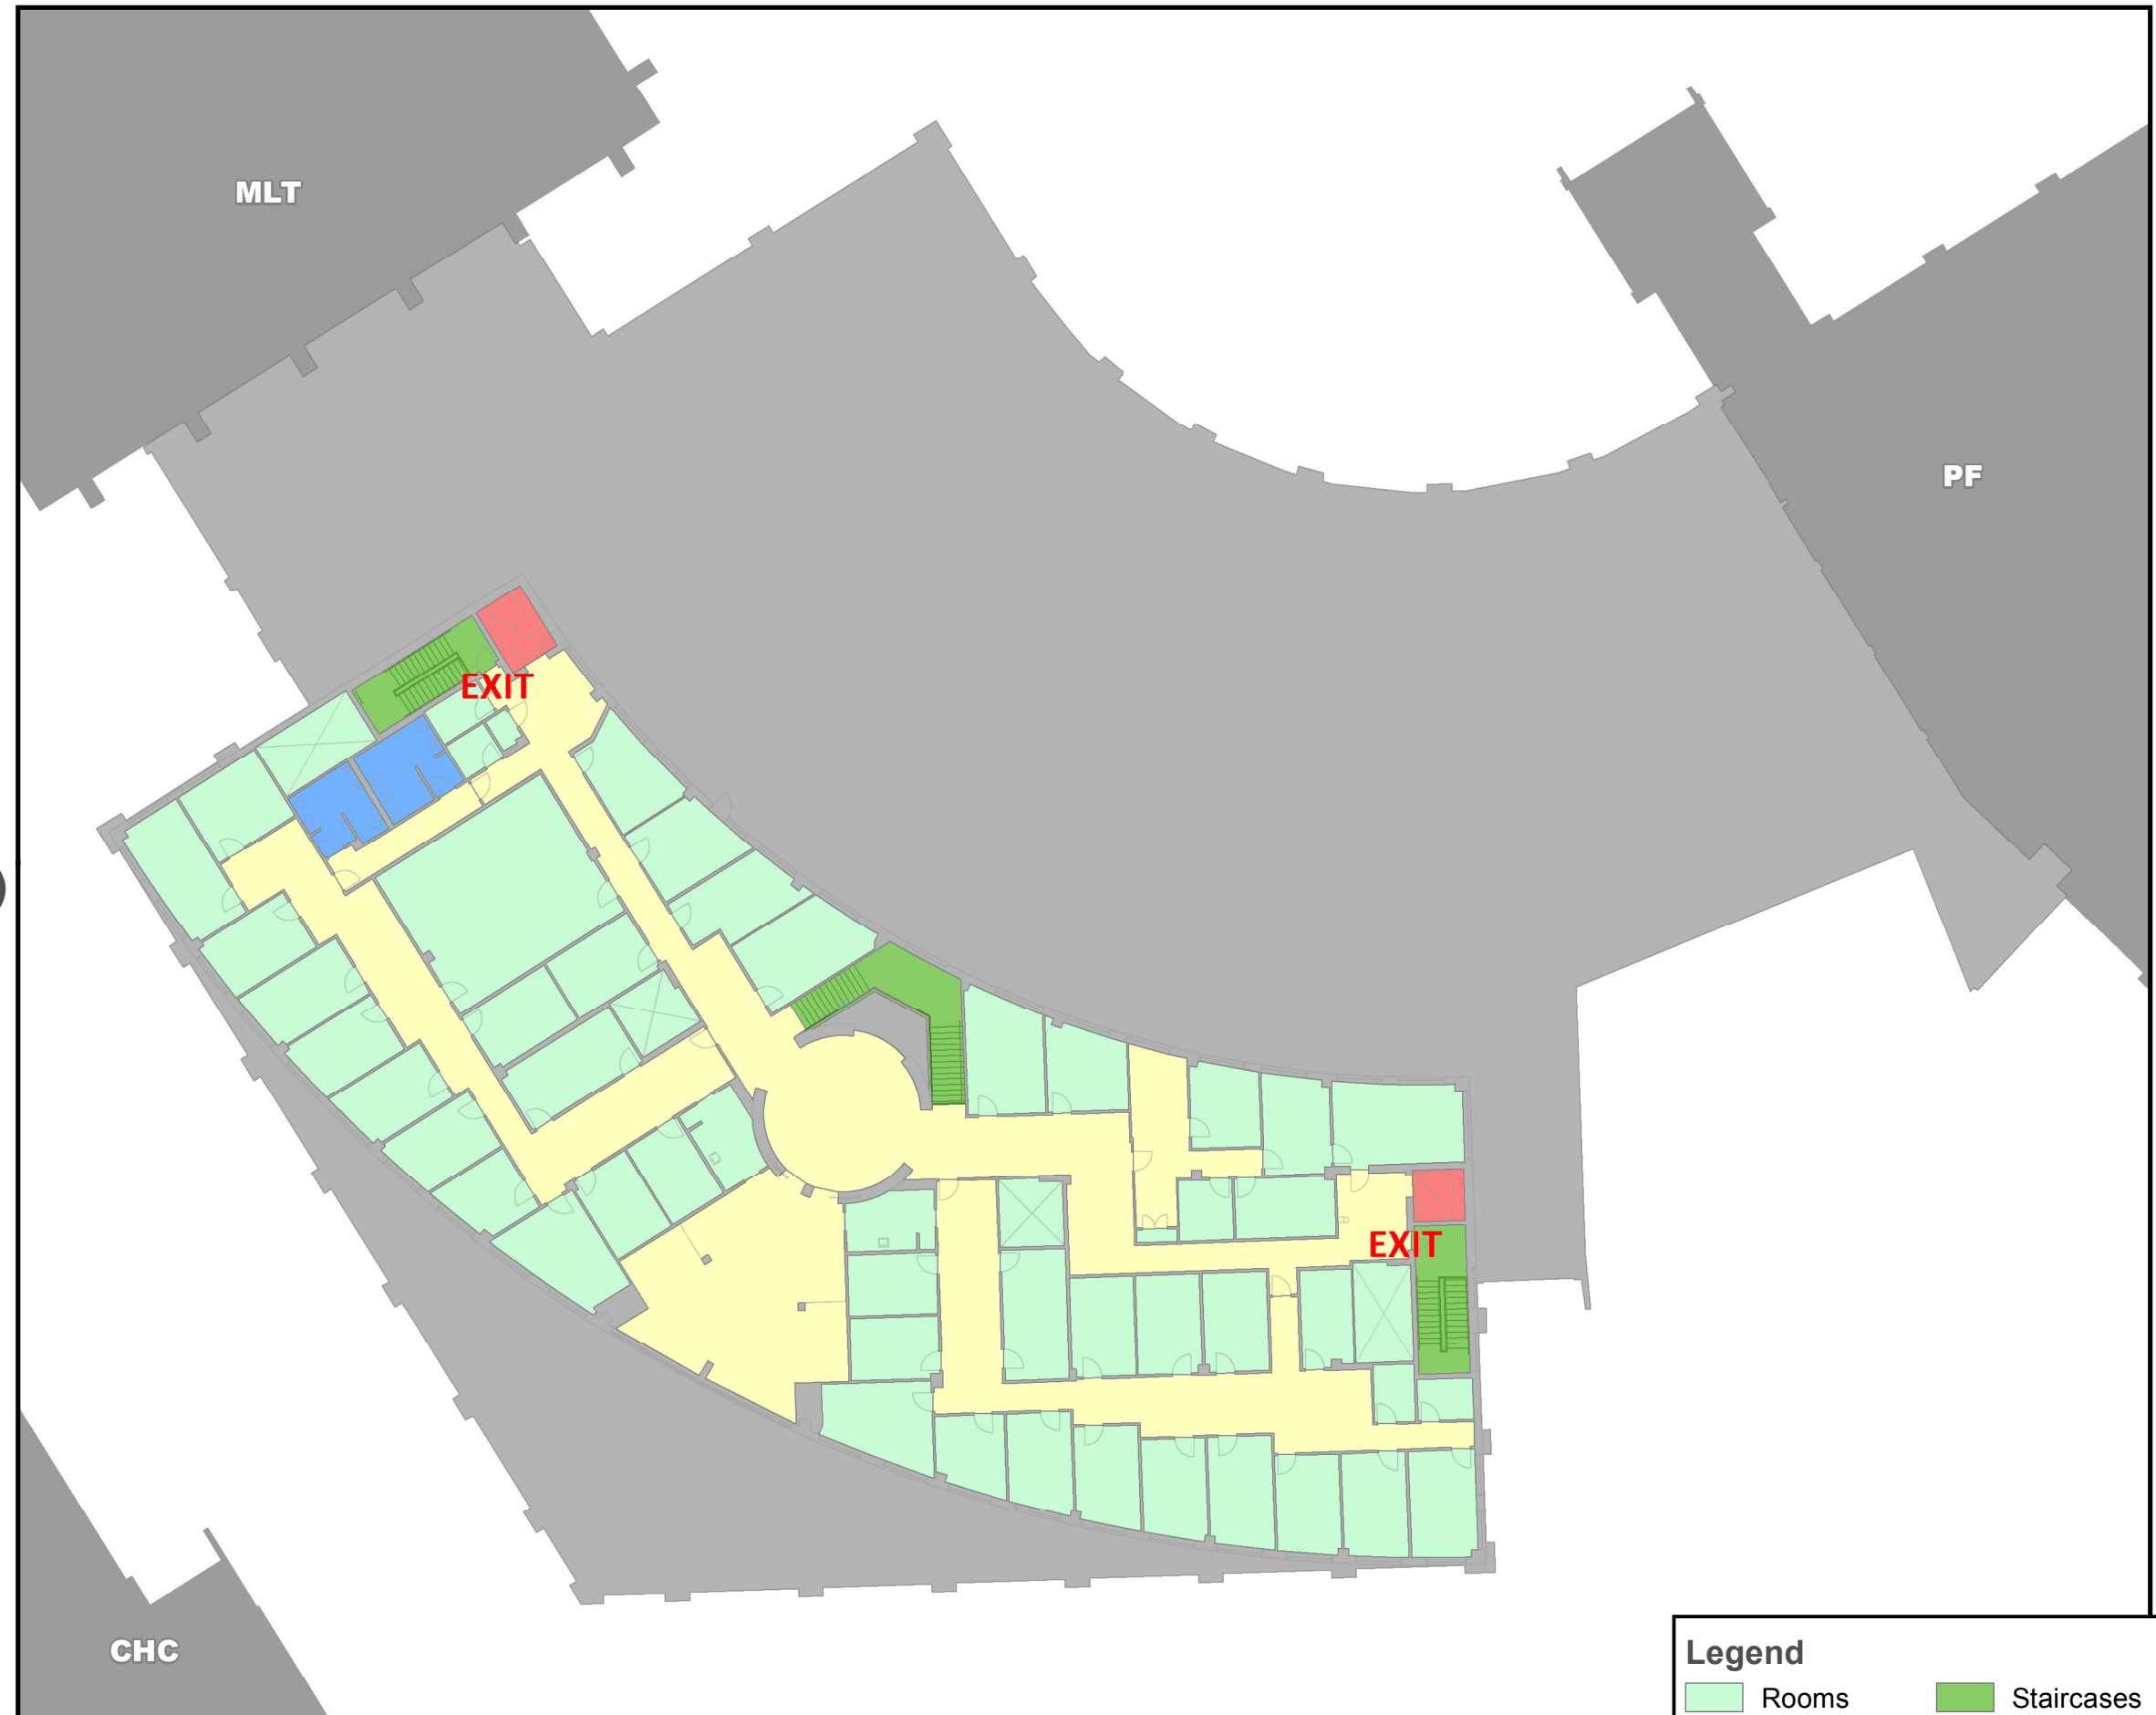 MLT
PF
EXIT
EXIT
CHC
Legend
Rooms
Staircases